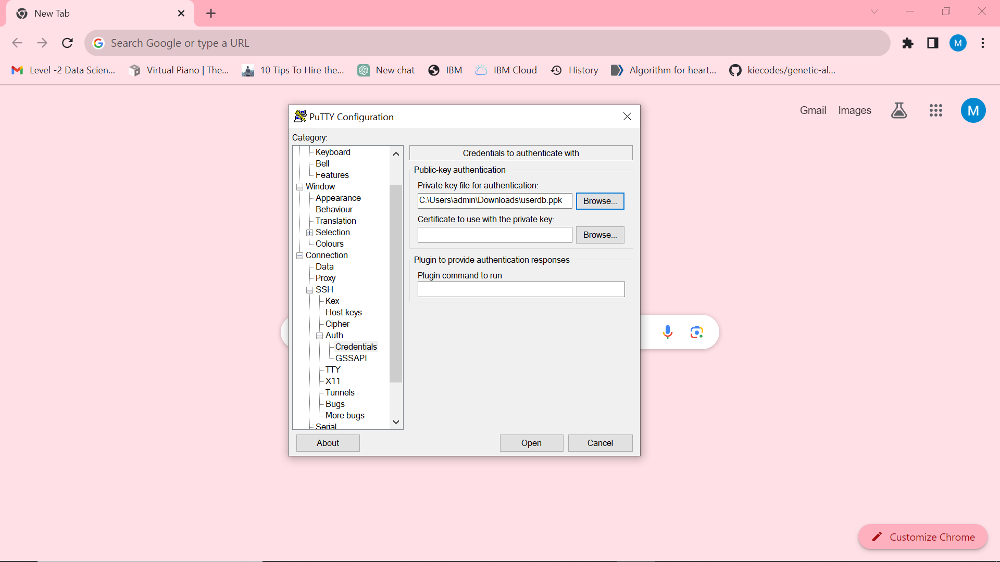 New Tab
Search Google or type a URL
M
Level -2 Data Scien...
Virtual Piano | The...
10 Tips To Hire the...
New chat
IBM
IBM Cloud
History
Algorithm for heart...
kiecodes/genetic-al...
Gmail
Images
M
PuTTY Configuration
Category:
Keyboard
Bell
Features
Window
Appearance
Behaviour
Translation
Selection
Colours
Connection
Data
Proxy
SSH
Kex
Host keys
Cipher
Auth
Credentials
GSSAPI
TTY
X11
Tunnels
Bugs
More bugs
Serial
Credentials to authenticate with
Public-key authentication
Private key file for authentication:
C:\Users\admin\Downloads\userdb.ppk
Browse...
Certificate to use with the private key:
Browse...
Plugin to provide authentication responses
Plugin command to run
About
Open
Cancel
Customize Chrome